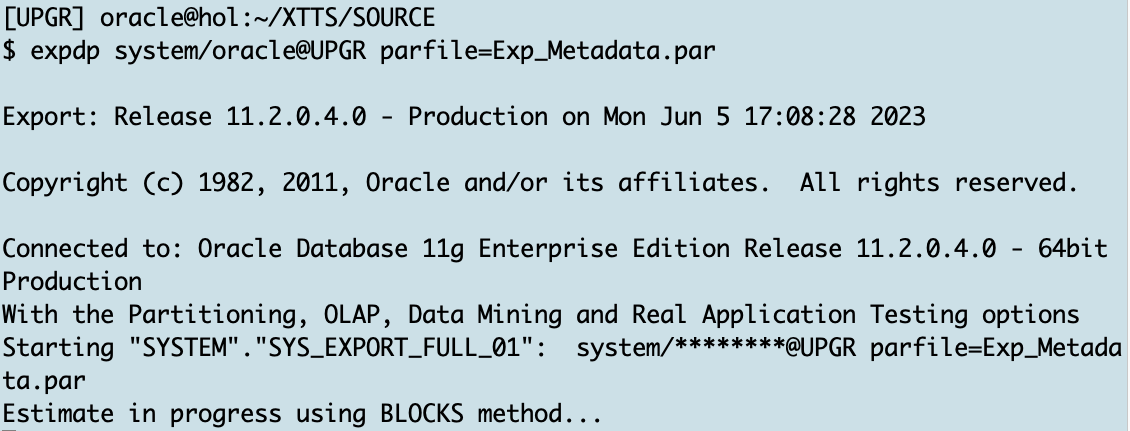 [UPGR] oracle@hol:~/XTTS/SOURCE
$ expdp system/oracle@UPGR parfile=Exp_Metadata.par
Export: Release 11.2.0.4.0 - Production on Mon Jun 5 17:08:28 2023
Copyright (c) 1982, 2011, Oracle and/or its affiliates.  All rights reserved.
Connected to: Oracle Database 11g Enterprise Edition Release 11.2.0.4.0 - 64bit
Production
With the Partitioning, OLAP, Data Mining and Real Application Testing options
Starting "SYSTEM"."SYS_EXPORT_FULL_01":  system/********@UPGR parfile=Exp_Metada
ta.par
Estimate in progress using BLOCKS method...